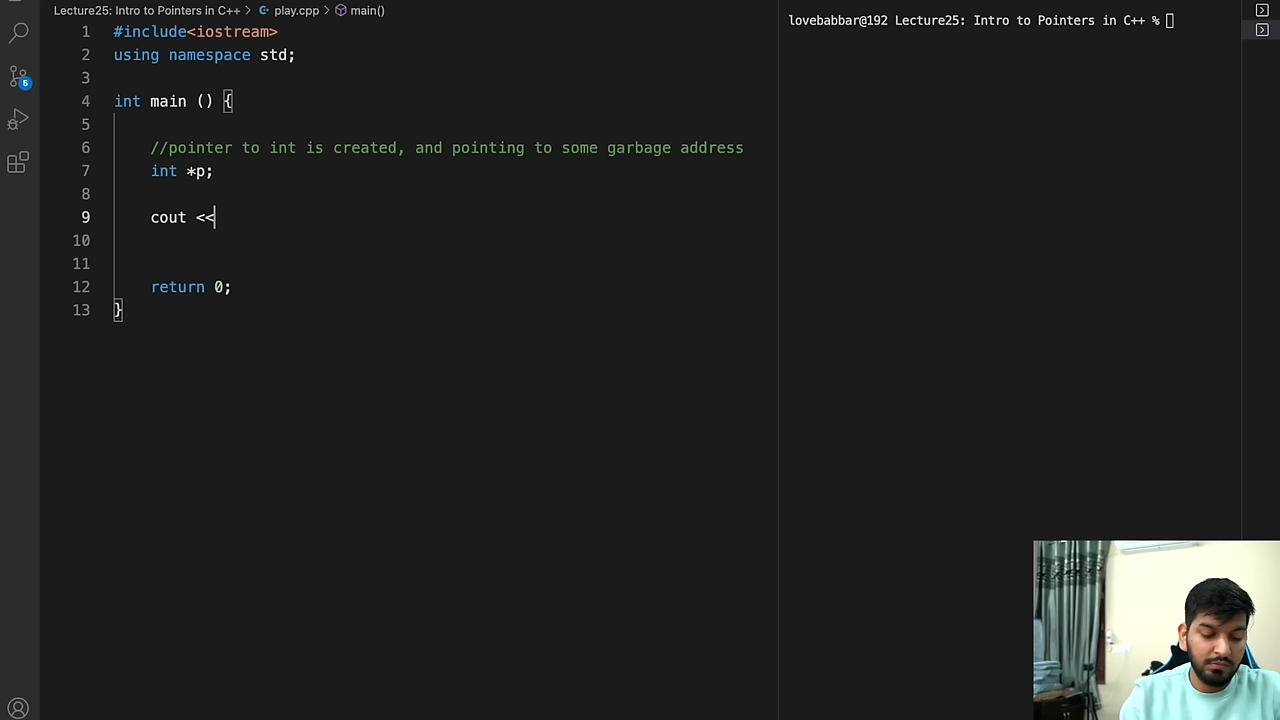 Lecture25: Intro to Pointers in C++ > play.cpp > main()
1 #include<iostream>
2 using namespace std;
3
4 int main () {
5
6 //pointer to int is created, and pointing to some garbage address
7 int *p;
8
9 cout <<
10
11
12 return 0;
13 }
5
lovebabbar@192 Lecture25: Intro to Pointers in C++ %